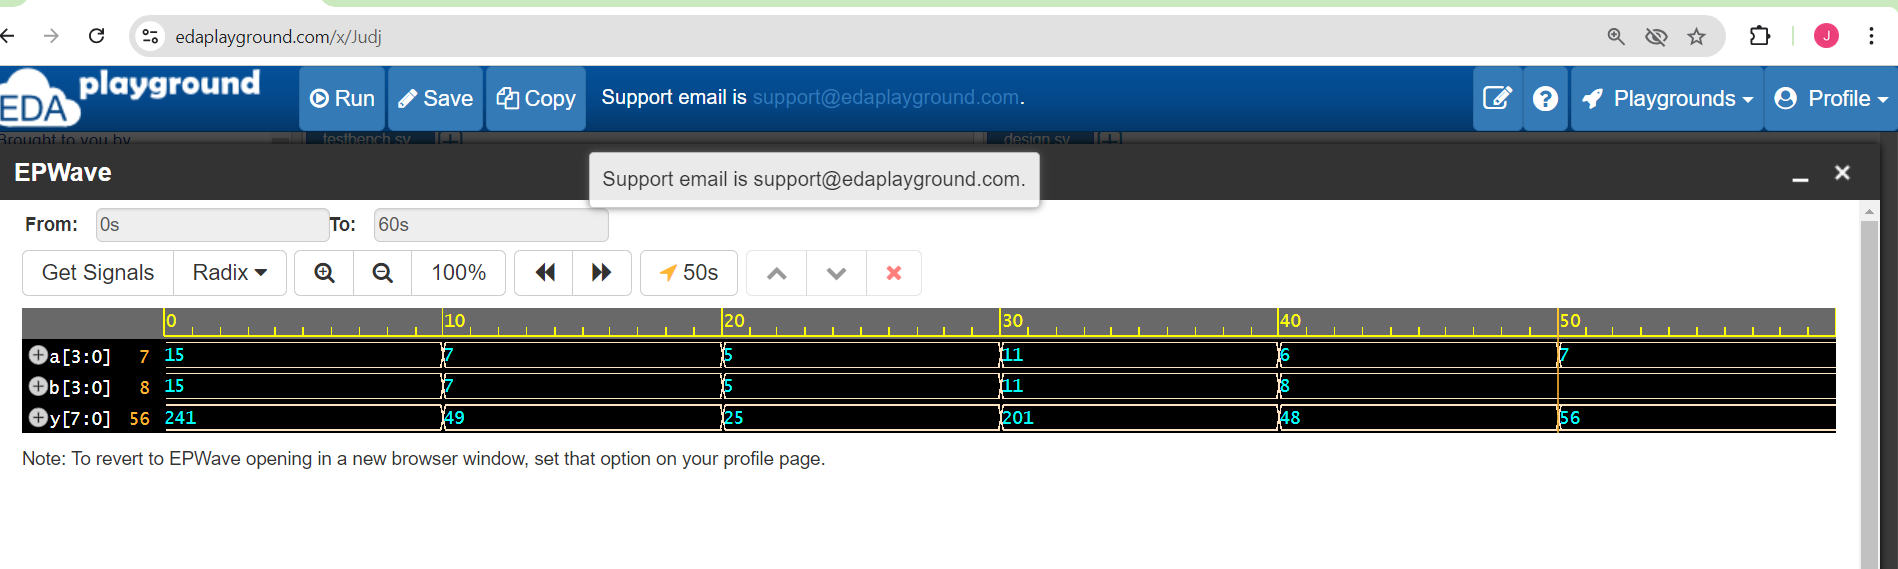 edaplayground.com/x/Judj
J
EDA playground
Run
Save
Copy
Support email is support@edaplayground.com.
Playgrounds
Profile
Brought to you by
testbench.sv
design.sv
EPWave
Support email is support@edaplayground.com.
From: 0s To: 60s
Get Signals Radix 100% 50s
0 10 20 30 40 50
a[3:0] 7 15 7 5 11 6 7
b[3:0] 8 15 7 5 11 8
y[7:0] 56 241 49 25 201 48 56
Note: To revert to EPWave opening in a new browser window, set that option on your profile page.